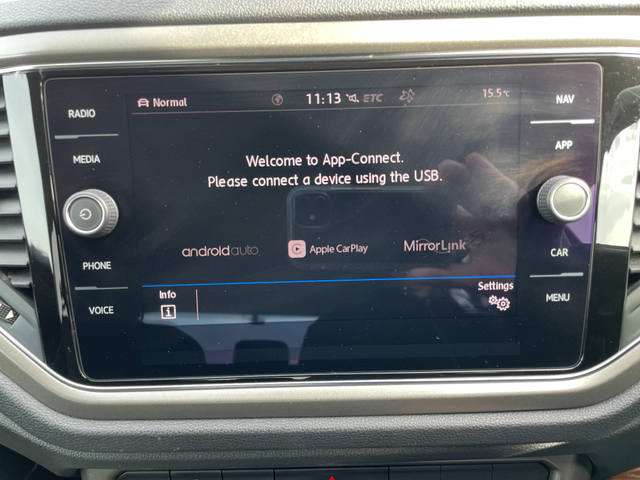 RADIO
MEDIA
PHONE
VOICE
Normal
11:13
ETC
15.5°C
Welcome to App-Connect.
Please connect a device using the USB.
androidauto
Apple CarPlay
MirrorLink
Info
i
Settings
NAV
APP
CAR
MENU